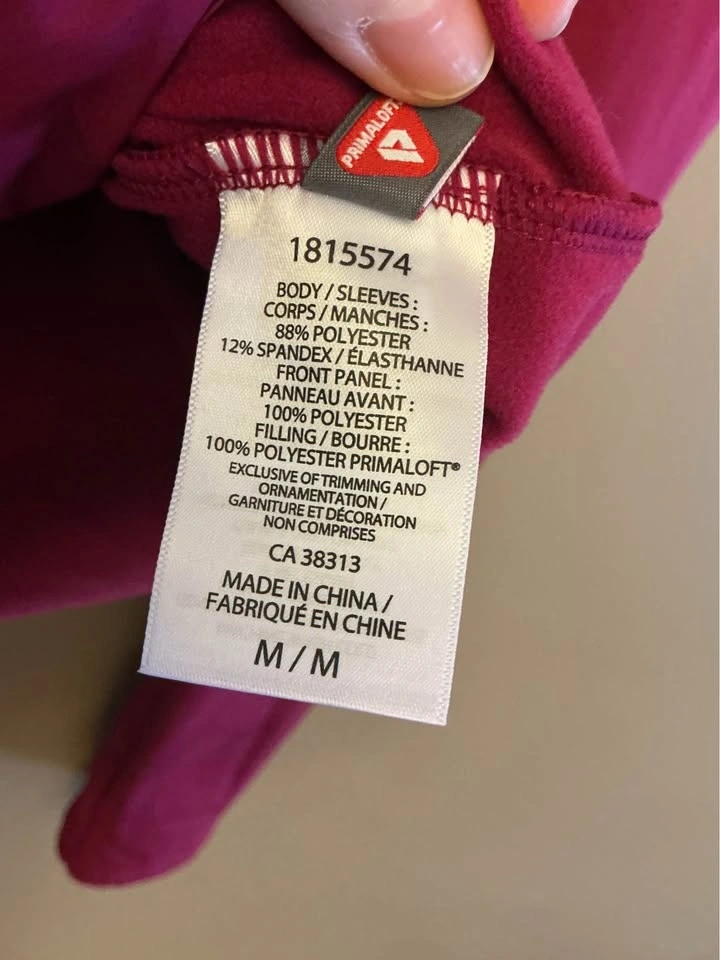 PRIMALOFT
1815574
BODY / SLEEVES :
CORPS / MANCHES :
88% POLYESTER
12% SPANDEX / ÉLASTHANNE
FRONT PANEL :
PANNEAU AVANT :
100% POLYESTER
FILLING / BOURRE :
100% POLYESTER PRIMALOFT®
EXCLUSIVE OF TRIMMING AND
ORNAMENTATION /
GARNITURE ET DÉCORATION
NON COMPRISES
CA 38313
MADE IN CHINA /
FABRIQUÉ EN CHINE
M / M